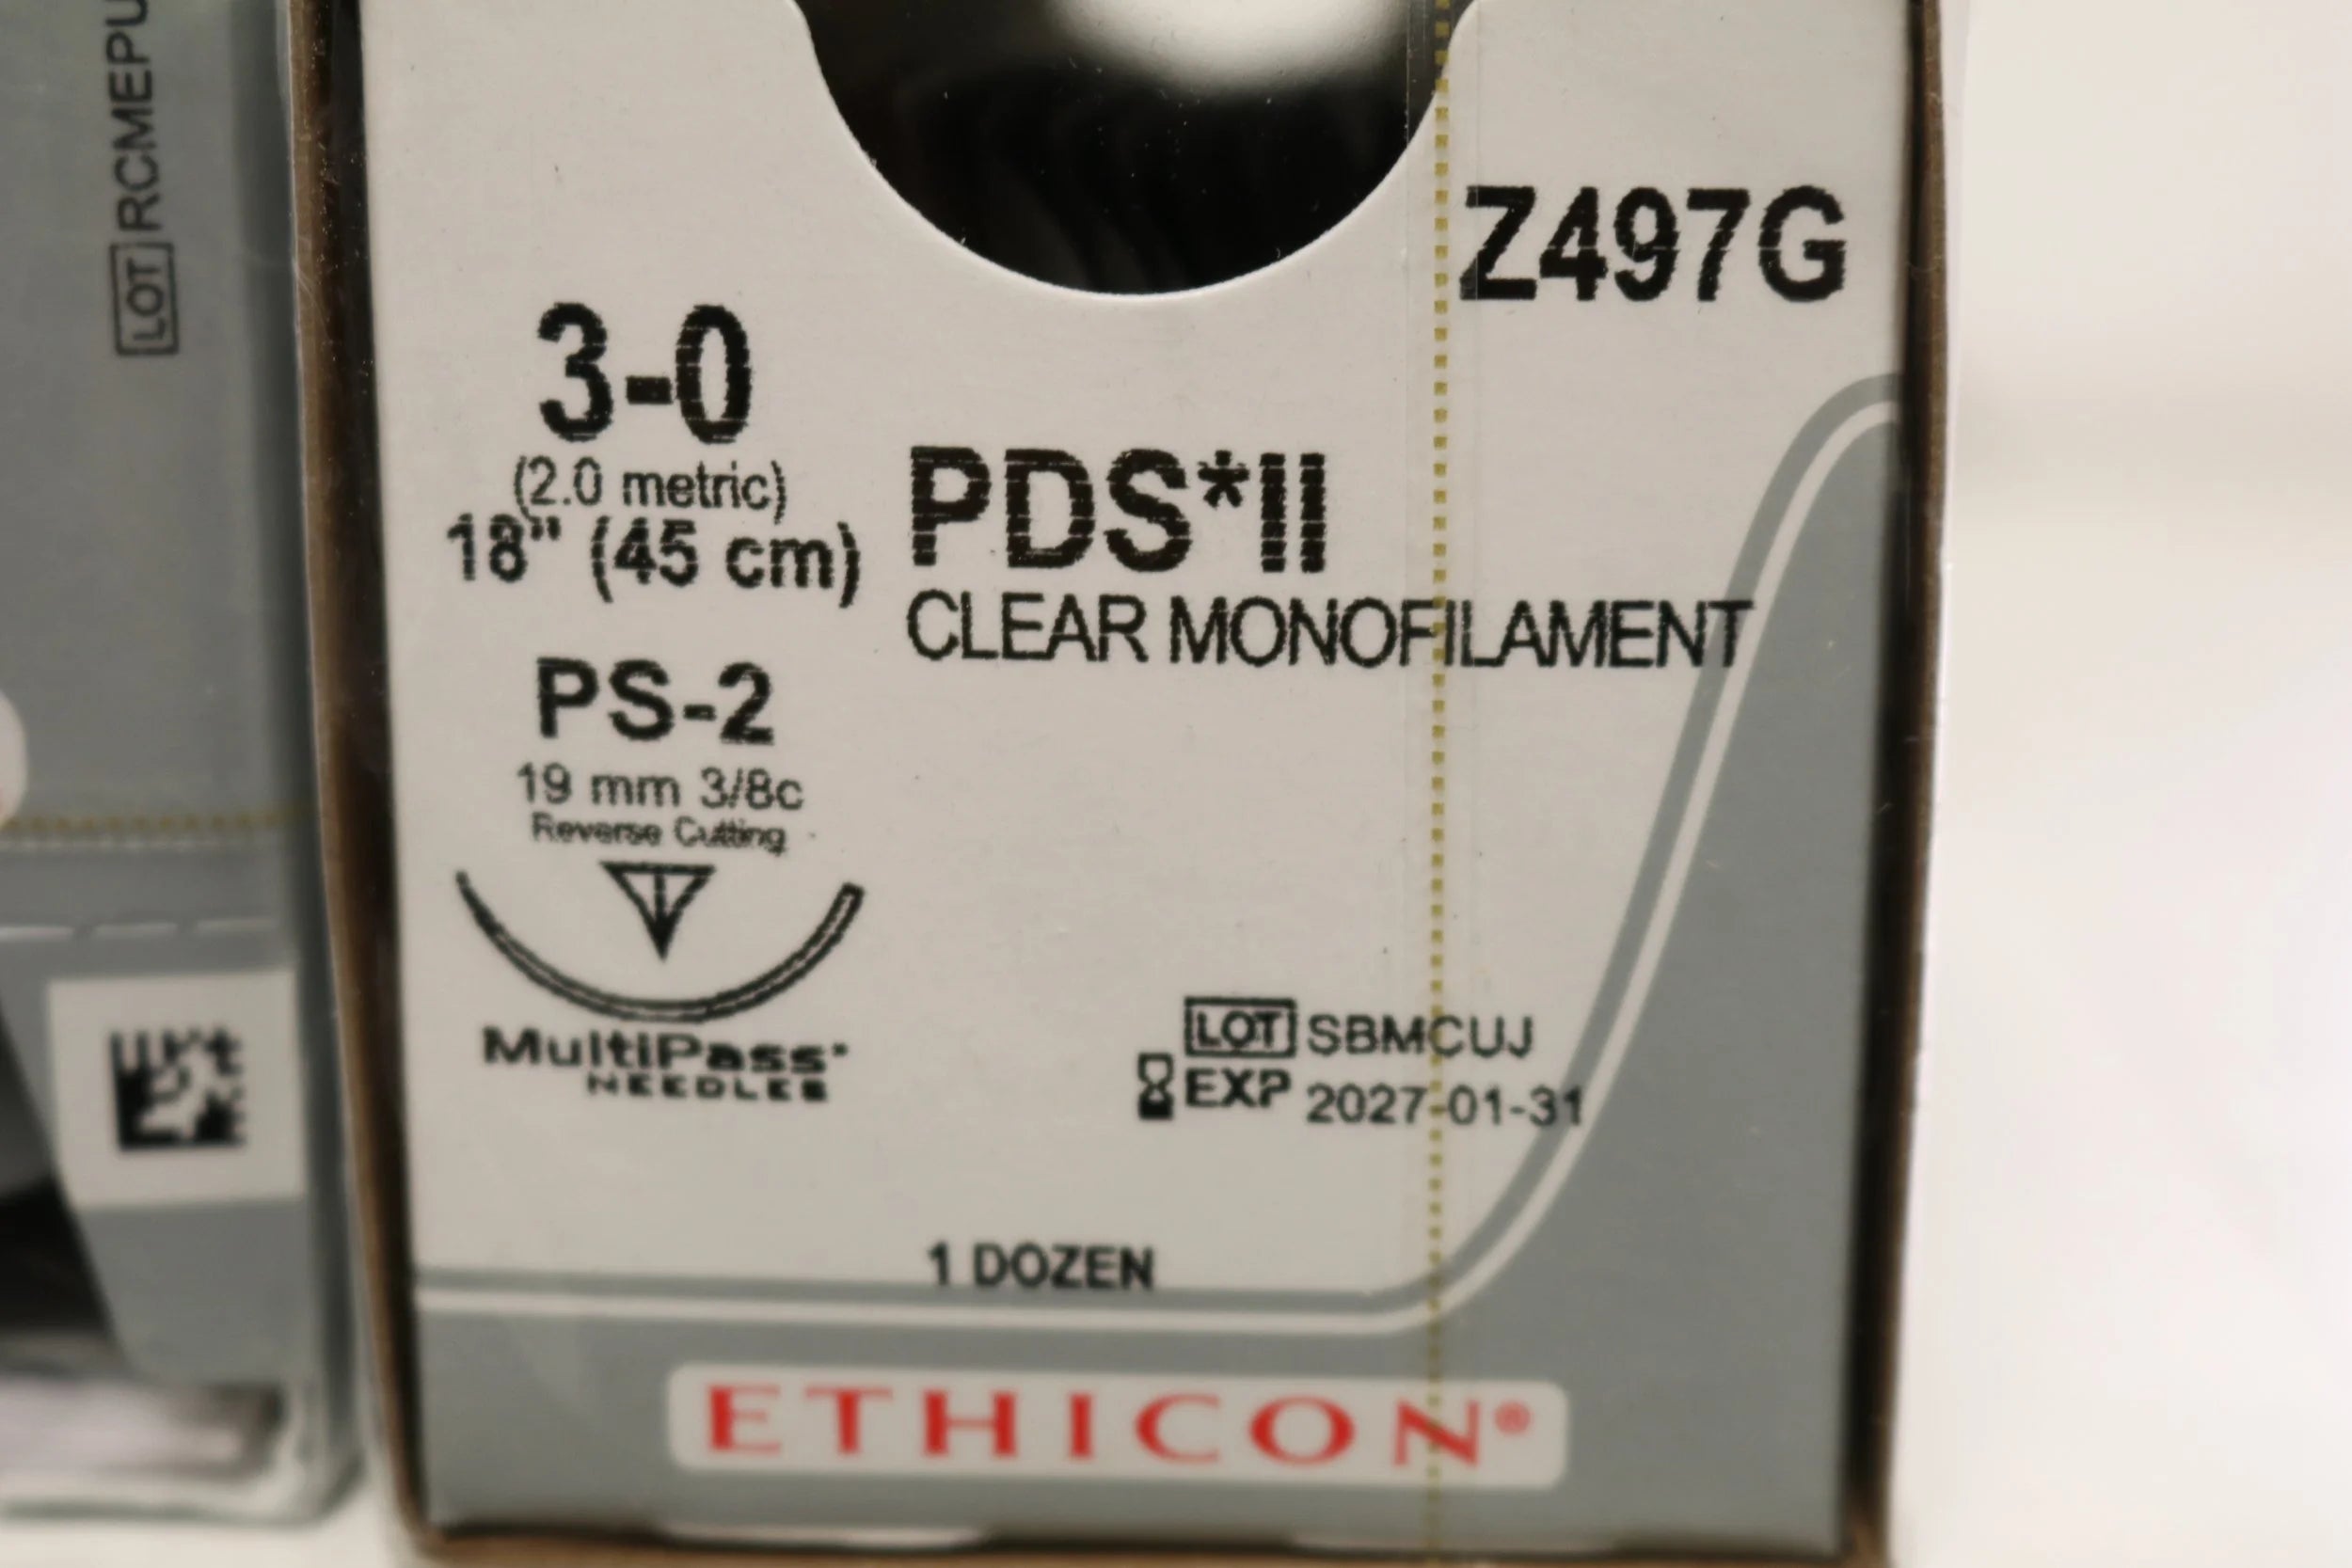 LOT RCMEPU
Z497G
3-0
(2.0 metric)
18" (45 cm)
PDS*II
CLEAR MONOFILAMENT
PS-2
19 mm 3/8c
Reverse Cutting
MultiPass*
NEEDLES
LOT SBMCUJ
EXP 2027-01-31
1 DOZEN
ETHICON®